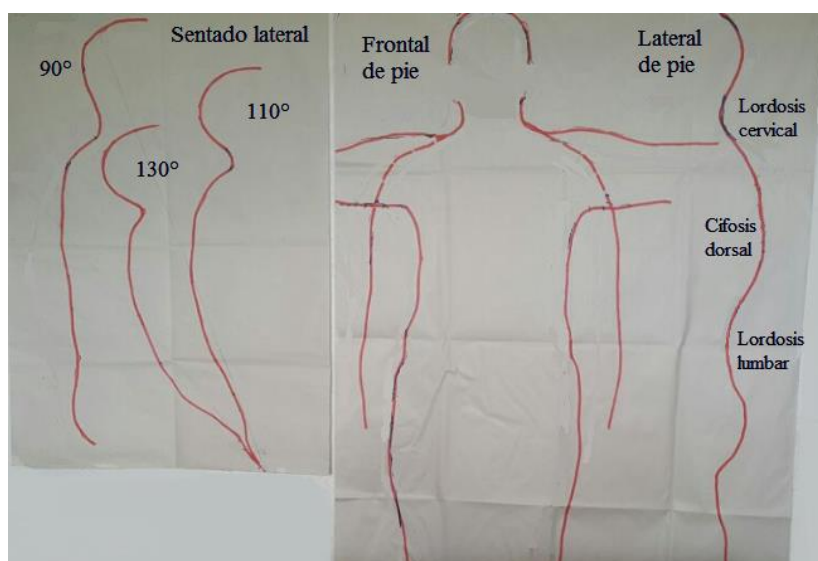 Sentado lateral
90°
110°
130°
Frontal
de pie
Lateral
de pie
Lordosis
cervical
Cifosis
dorsal
Lordosis
lumbar